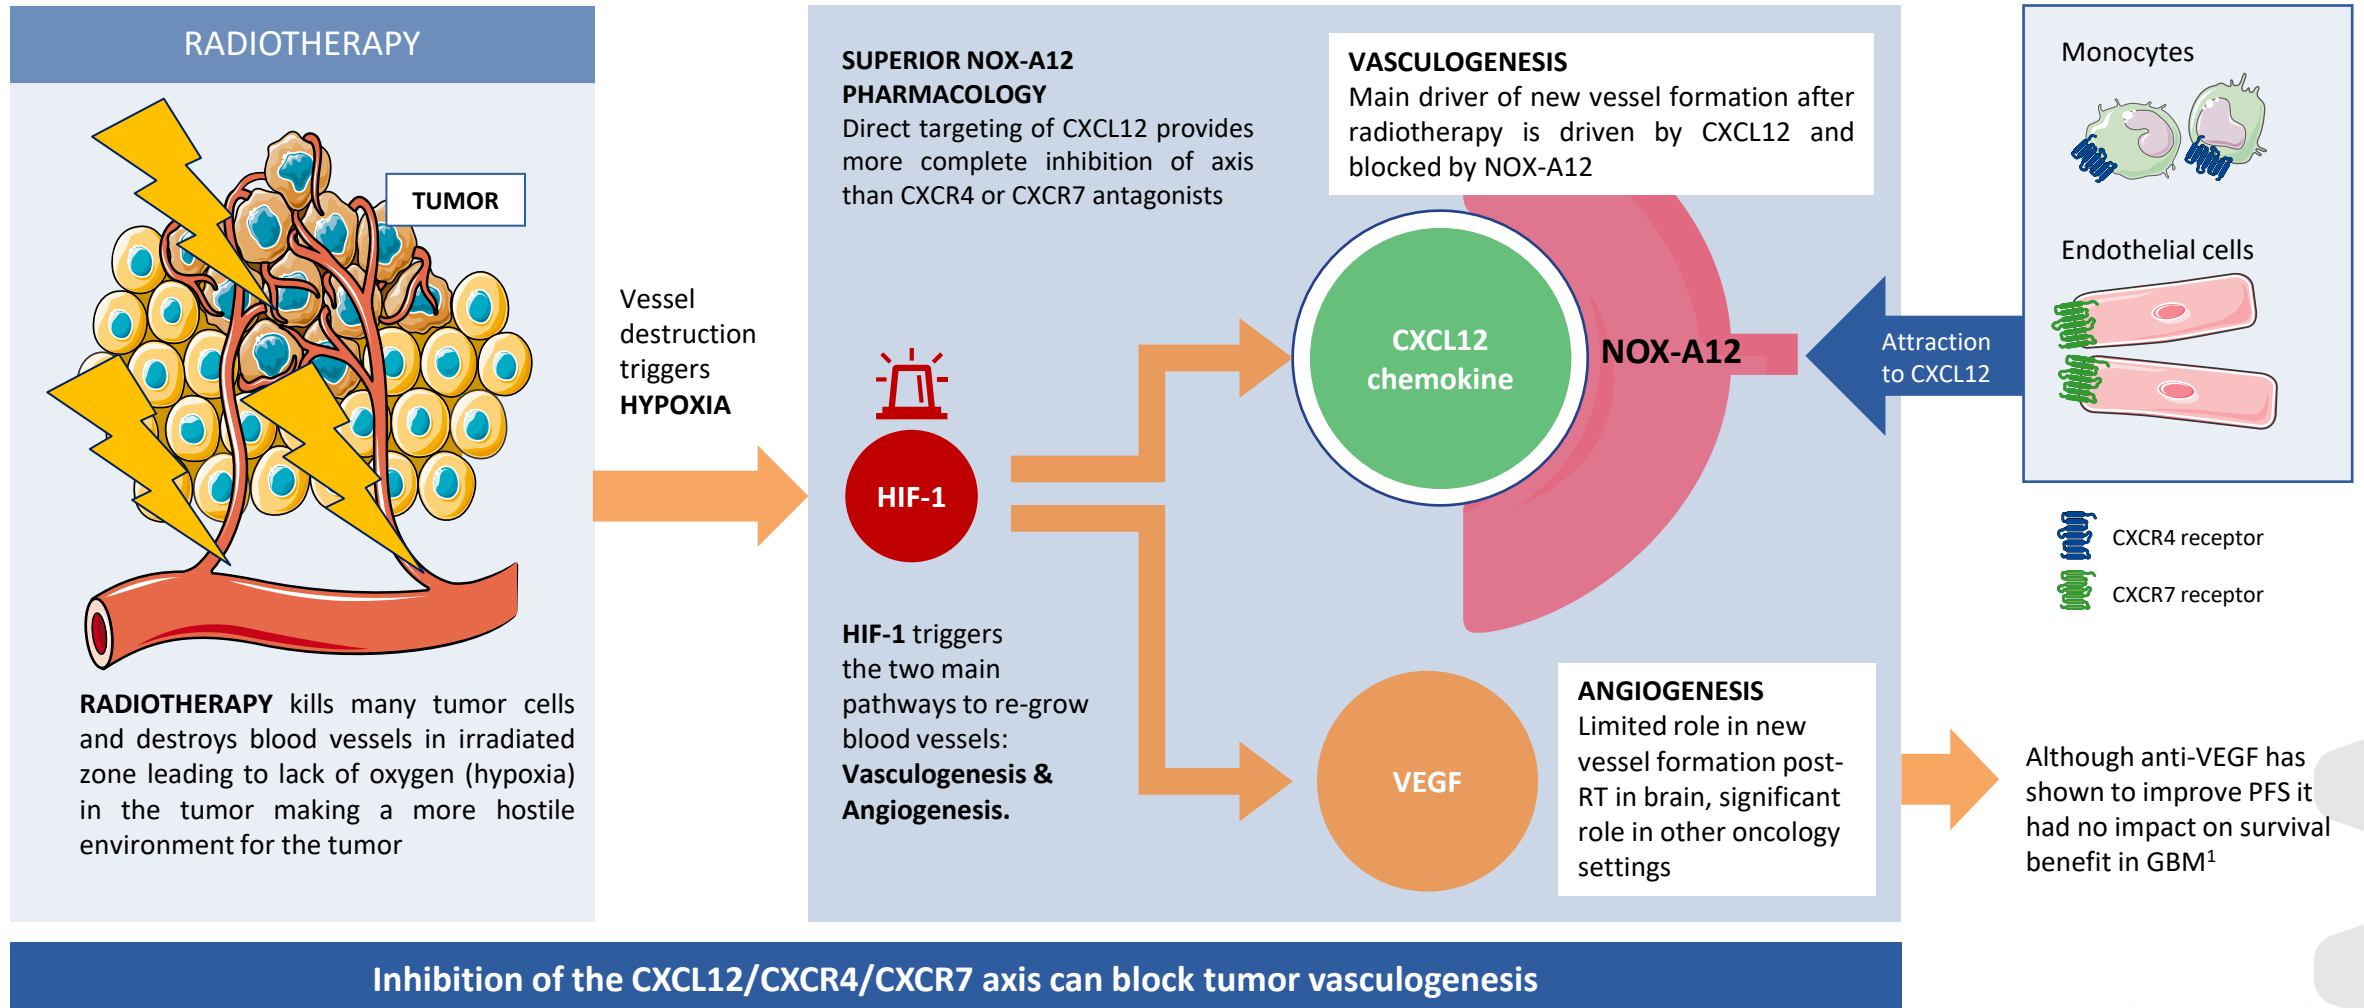 RADIOTHERAPY
TUMOR
RADIOTHERAPY kills many tumor cells
and destroys blood vessels in irradiated
zone leading to lack of oxygen (hypoxia)
in the tumor making a more hostile
environment for the tumor
Vessel
destruction
triggers
HYPOXIA
SUPERIOR NOX-A12
PHARMACOLOGY
Direct targeting of CXCL12 provides
more complete inhibition of axis
than CXCR4 or CXCR7 antagonists
HIF-1
HIF-1 triggers
the two main
pathways to re-grow
blood vessels:
Vasculogenesis &
Angiogenesis.
VASCULOGENESIS
Main driver of new vessel formation after
radiotherapy is driven by CXCL12 and
blocked by NOX-A12
CXCL12
chemokine
NOX-A12
VEGF
ANGIOGENESIS
Limited role in new
vessel formation post-
RT in brain, significant
role in other oncology
settings
Attraction
to CXCL12
Monocytes
Endothelial cells
CXCR4 receptor
CXCR7 receptor
Although anti-VEGF has
shown to improve PFS it
had no impact on survival
benefit in GBM¹
Inhibition of the CXCL12/CXCR4/CXCR7 axis can block tumor vasculogenesis